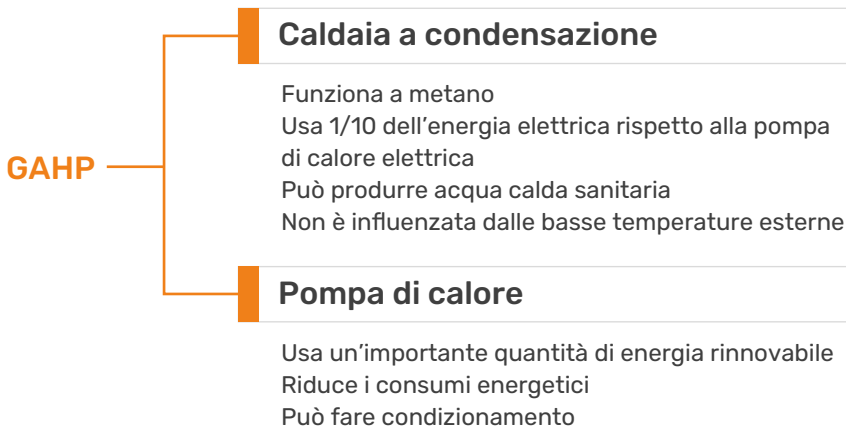 Caldaia a condensazione
Funziona a metano
Usa 1/10 dell’energia elettrica rispetto alla pompa
di calore elettrica
Può produrre acqua calda sanitaria
Non è influenzata dalle basse temperature esterne
GAHP
Pompa di calore
Usa un’importante quantità di energia rinnovabile
Riduce i consumi energetici
Può fare condizionamento